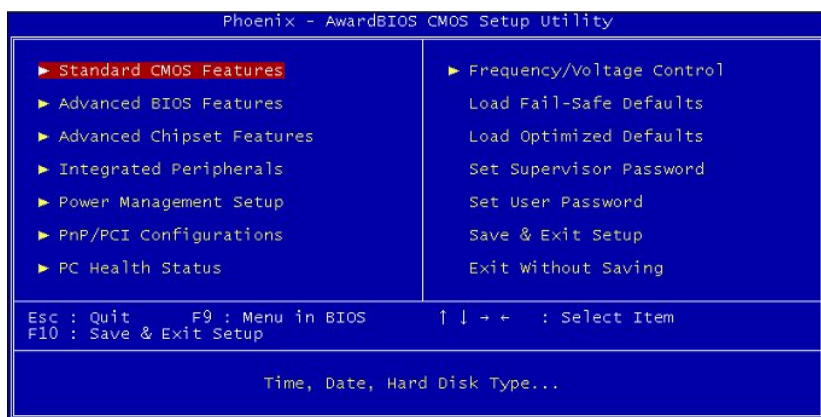 Phoenix - AwardBIOS CMOS Setup Utility
► Standard CMOS Features
► Advanced BIOS Features
► Advanced Chipset Features
► Integrated Peripherals
► Power Management Setup
► PnP/PCI Configurations
► PC Health Status
► Frequency/Voltage Control
Load Fail-Safe Defaults
Load Optimized Defaults
Set Supervisor Password
Set User Password
Save & Exit Setup
Exit Without Saving
Esc : Quit F9 : Menu in BIOS ↑ ↓ → ← : Select Item
F10 : Save & Exit Setup
Time, Date, Hard Disk Type...